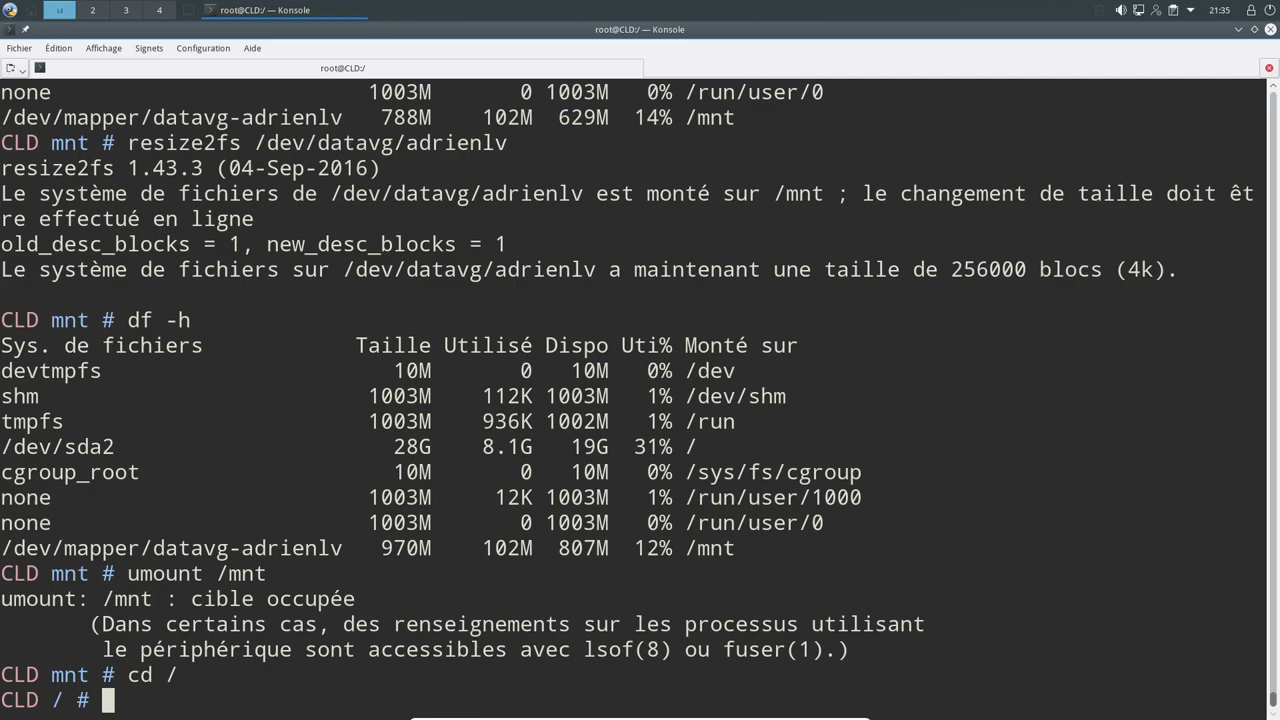 2 3 4 root@CLD:/ — Konsole 21:35
root@CLD:/ — Konsole
Fichier Édition Affichage Signets Configuration Aide
root@CLD:/
none 1003M 0 1003M 0% /run/user/0
/dev/mapper/datavg-adrienlv 788M 102M 629M 14% /mnt
CLD mnt # resize2fs /dev/datavg/adrienlv
resize2fs 1.43.3 (04-Sep-2016)
Le système de fichiers de /dev/datavg/adrienlv est monté sur /mnt ; le changement de taille doit êt
re effectué en ligne
old_desc_blocks = 1, new_desc_blocks = 1
Le système de fichiers sur /dev/datavg/adrienlv a maintenant une taille de 256000 blocs (4k).
CLD mnt # df -h
Sys. de fichiers Taille Utilisé Dispo Uti% Monté sur
devtmpfs 10M 0 10M 0% /dev
shm 1003M 112K 1003M 1% /dev/shm
tmpfs 1003M 936K 1002M 1% /run
/dev/sda2 28G 8.1G 19G 31% /
cgroup_root 10M 0 10M 0% /sys/fs/cgroup
none 1003M 12K 1003M 1% /run/user/1000
none 1003M 0 1003M 0% /run/user/0
/dev/mapper/datavg-adrienlv 970M 102M 807M 12% /mnt
CLD mnt # umount /mnt
umount: /mnt : cible occupée
(Dans certains cas, des renseignements sur les processus utilisant
le périphérique sont accessibles avec lsof(8) ou fuser(1).)
CLD mnt # cd /
CLD / #